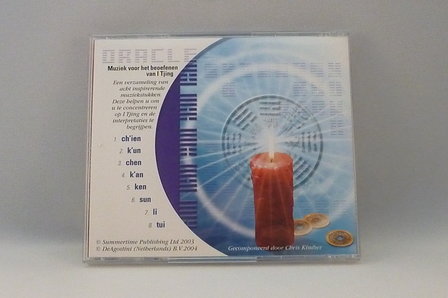 ORACLE
Muziek voor het beoefenen
van I Tjing
Een verzameling van
acht inspirerende
muziekstukken.
Deze helpen u om
u te concentreren
op I Tjing en de
interpretaties te
begrijpen.
1 ch'ien
2 k'un
3 chen
4 k'an
5 ken
6 sun
7 li
8 tui
© Summertime Publishing Ltd 2003
© DeAgostini (Netherlands) B.V.2004
Gecomponeerd door Chris Kimber